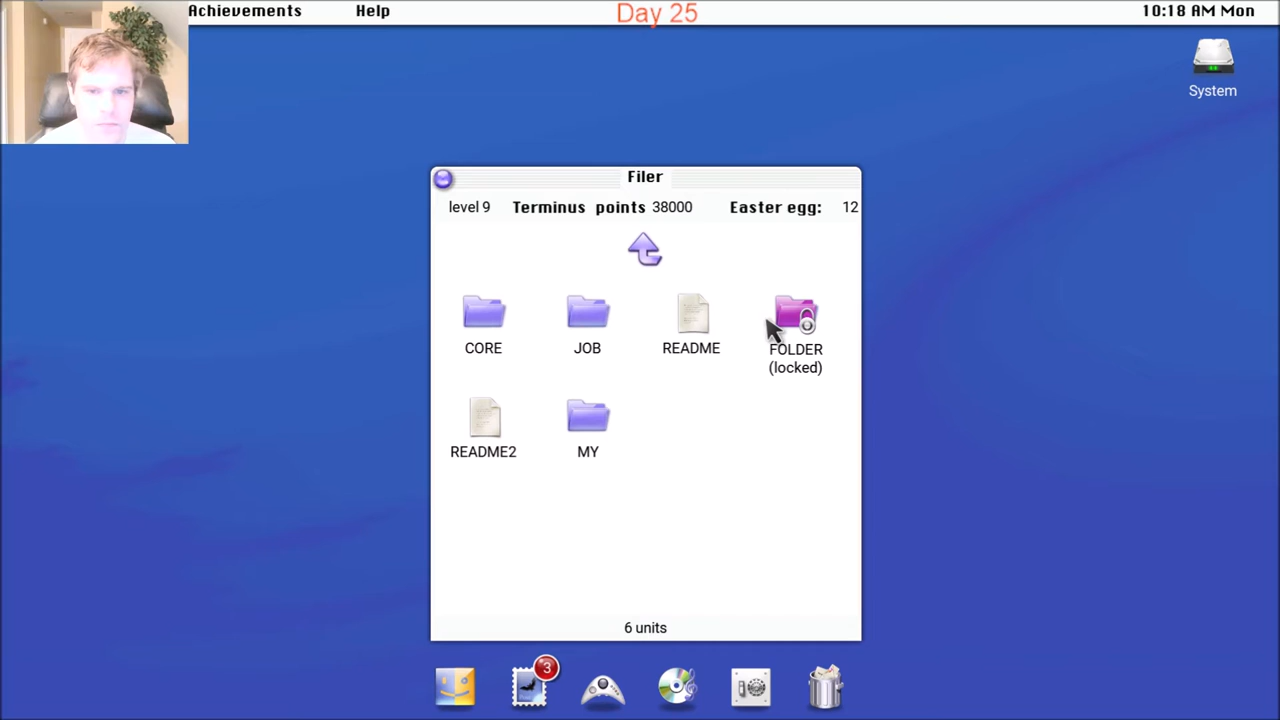 Achievements Help Day 25 10:18 AM Mon
System
Filer
level 9 Terminus points 38000 Easter egg: 12
CORE JOB README FOLDER
(locked)
README2 MY
6 units
3